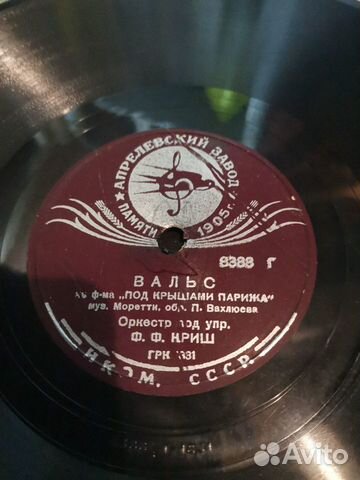 АПРЕЛЕВСКИЙ ЗАВОД
ПАМЯТИ 1905 г.
8388 Г
ВАЛЬС
ф-ма „ПОД КРЫШАМИ ПАРИЖА"
муз. Моретти, обр. П. Вахлюева
Оркестр под упр.
Ф. Ф. КРИШ
ГРК 331
НКОМ. СССР
Avito